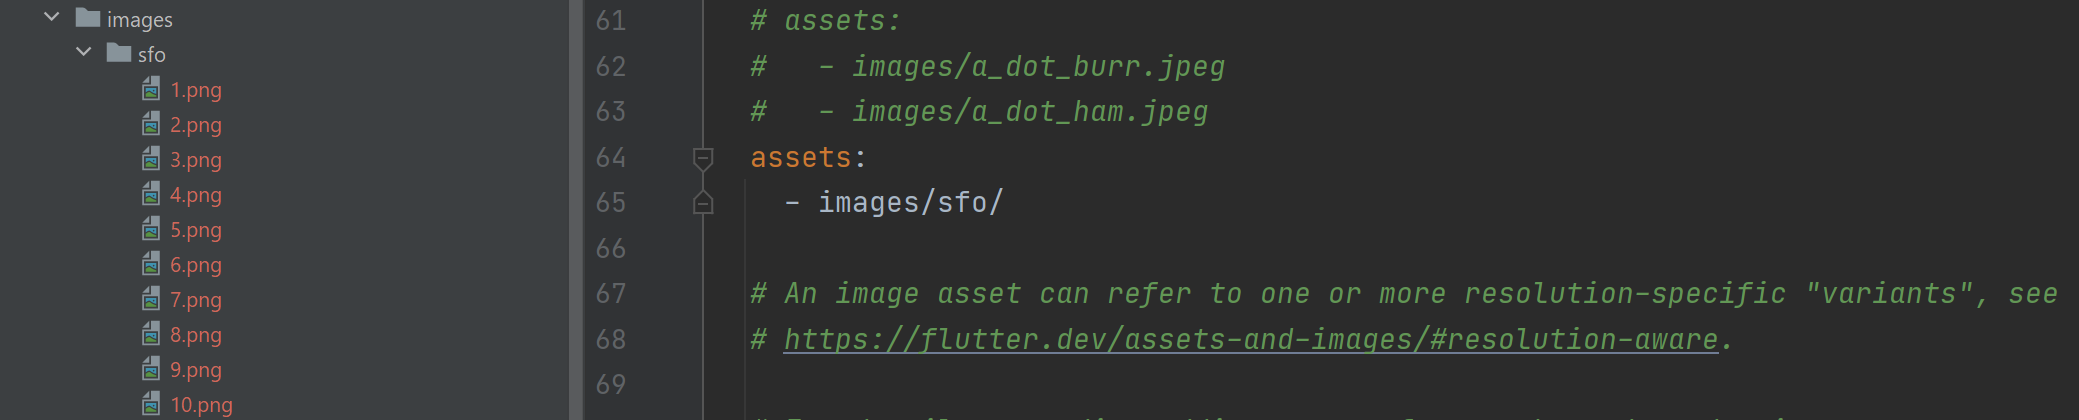 images
sfo
1.png
2.png
3.png
4.png
5.png
6.png
7.png
8.png
9.png
10.png
61 # assets:
62 #   - images/a_dot_burr.jpeg
63 #   - images/a_dot_ham.jpeg
64 assets:
65   - images/sfo/
66
67 # An image asset can refer to one or more resolution-specific "variants", see
68 # https://flutter.dev/assets-and-images/#resolution-aware.
69